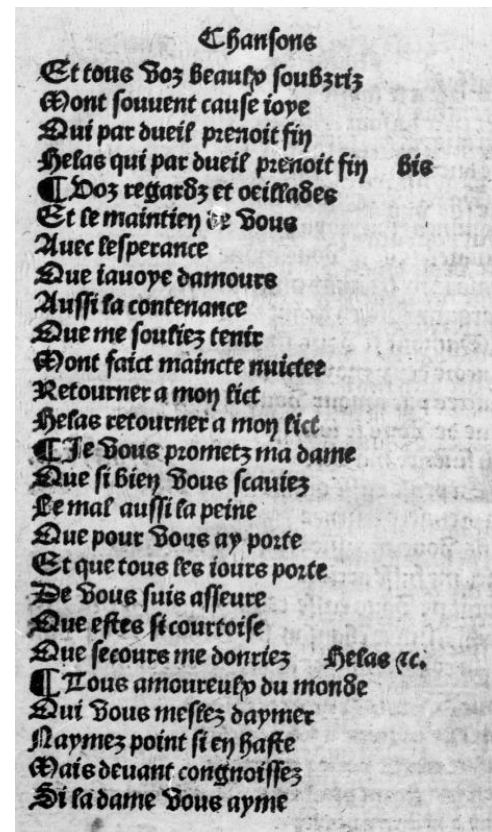 Chansons
Et tous voz beaulx soubzriz
Mont souvent cause ioye
Qui par dueil prenoit fin
Helas qui par dueil prenoit fin bis
¶ Voz regardz et oeillades
Et le maintien de vous
Avec lesperance
Que iavoye damours
Aussi la contenance
Que me souliez tenir
Mont faict maincte nuictee
Retourner a mon lict
Helas retourner a mon lict
¶ Je vous prometz ma dame
Que si bien vous scaviez
Le mal aussi la peine
Que pour vous ay porte
Et que tous les iours porte
De vous suis asseure
Que estes si courtoise
Que secours me donriez Helas ⁊c.
¶ Tous amoureulx du monde
Qui vous meslez daymer
Naymez point si en haste
Mais devant congnoissez
Si la dame vous ayme